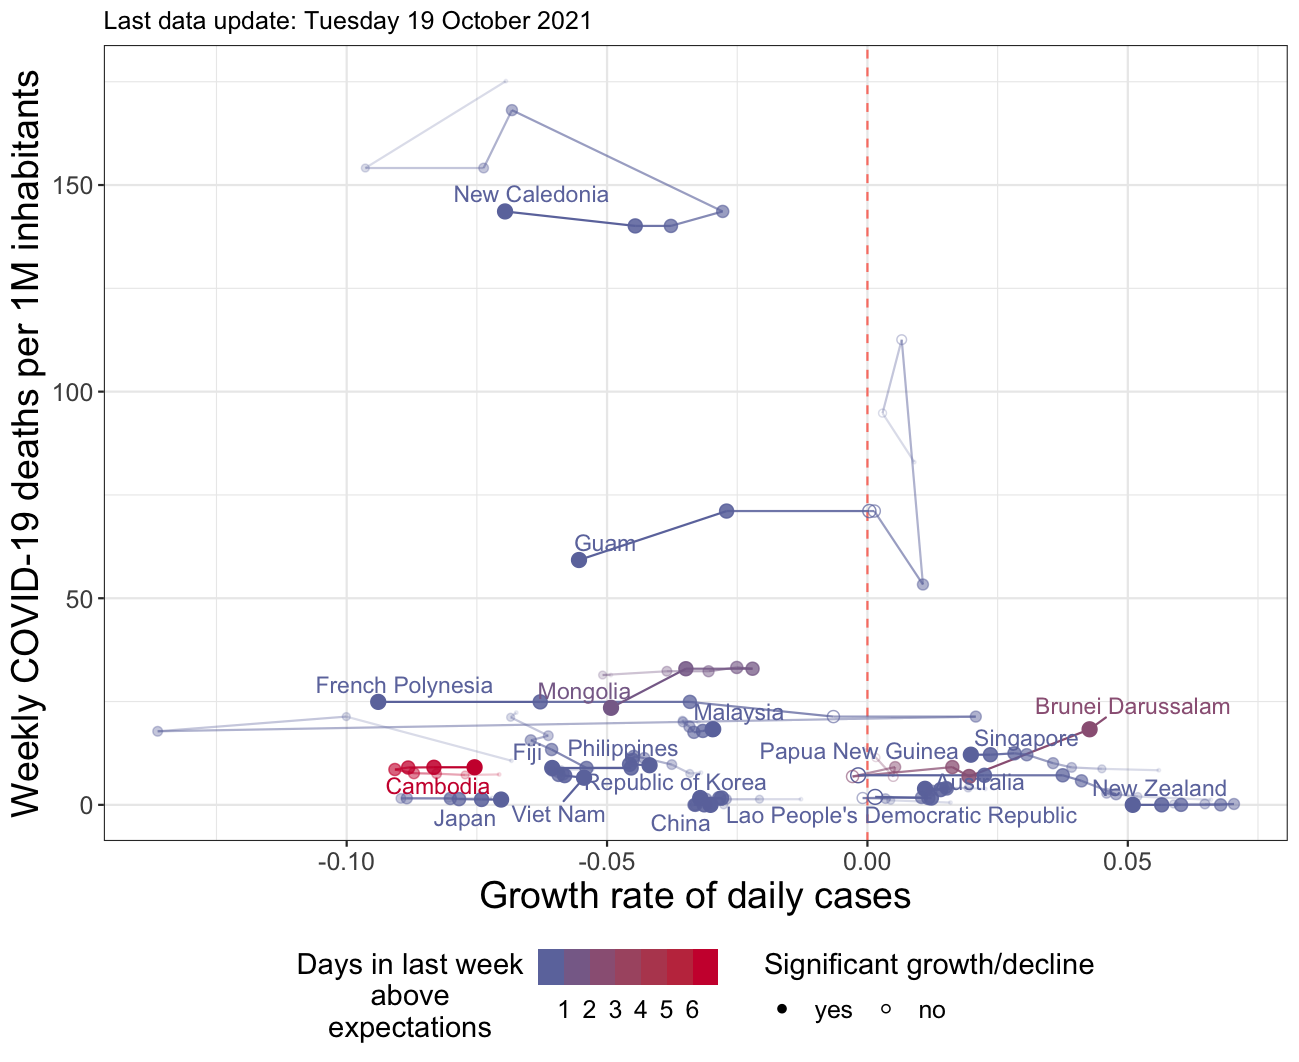 Last data update: Tuesday 19 October 2021
Weekly COVID-19 deaths per 1M inhabitants
150
100
50
0
New Caledonia
Guam
French Polynesia
Mongolia
Malaysia
Brunei Darussalam
Fiji
Philippines
Papua New Guinea
Singapore
Cambodia
Republic of Korea
Australia
New Zealand
Japan
Viet Nam
China
Lao People's Democratic Republic
-0.10
-0.05
0.00
0.05
Growth rate of daily cases
Days in last week
above
expectations
1 2 3 4 5 6
Significant growth/decline
yes
no